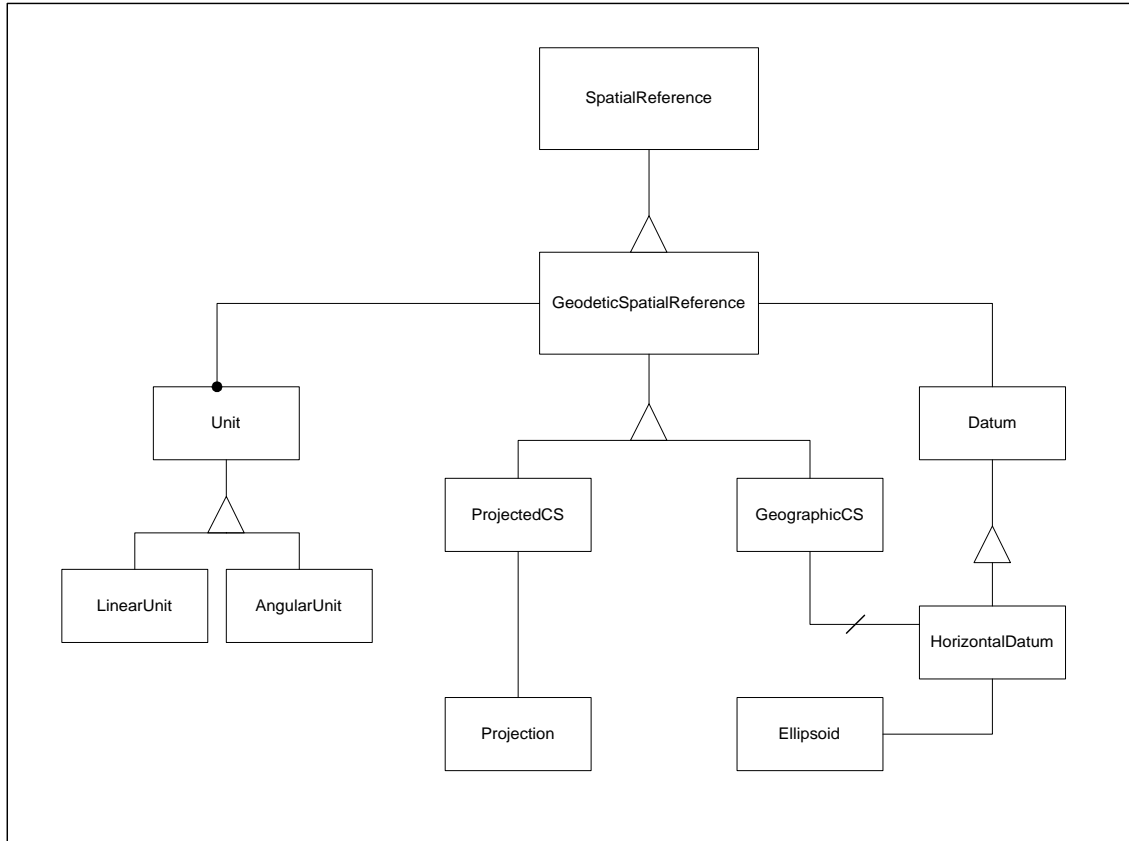 SpatialReference
GeodeticSpatialReference
Unit
Datum
ProjectedCS
GeographicCS
LinearUnit
AngularUnit
HorizontalDatum
Projection
Ellipsoid